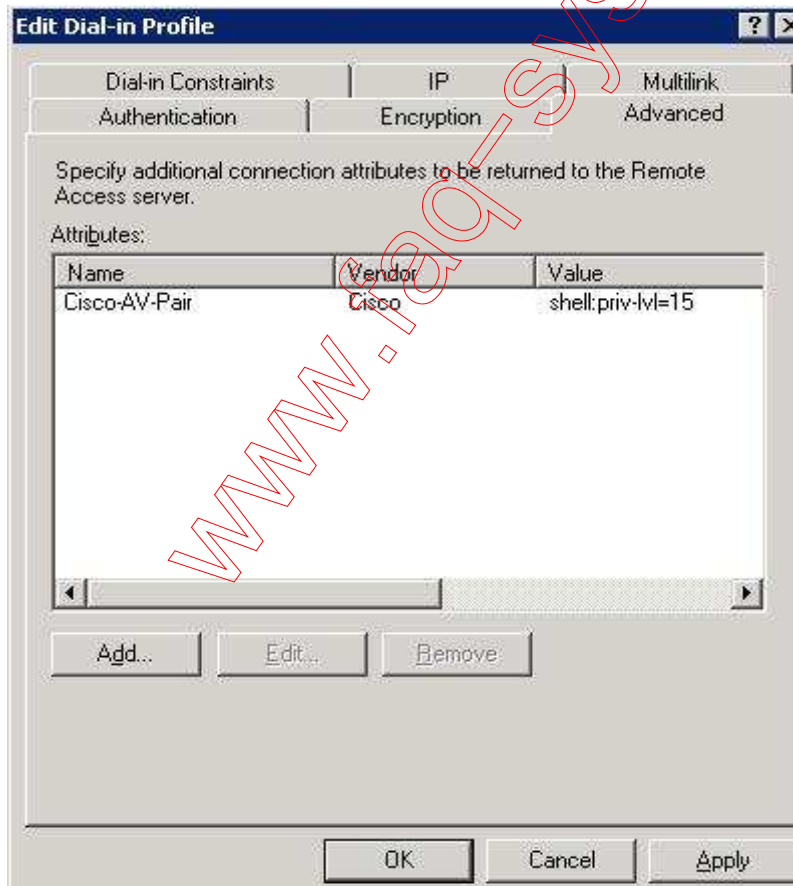 Edit Dial-in Profile
Dial-in Constraints IP Multilink
Authentication Encryption Advanced
Specify additional connection attributes to be returned to the Remote
Access server.
Attributes:
Name Vendor Value
Cisco-AV-Pair Cisco shell:priv-lvl=15
Add... Edit... Remove
OK Cancel Apply
www.ifaq-sys